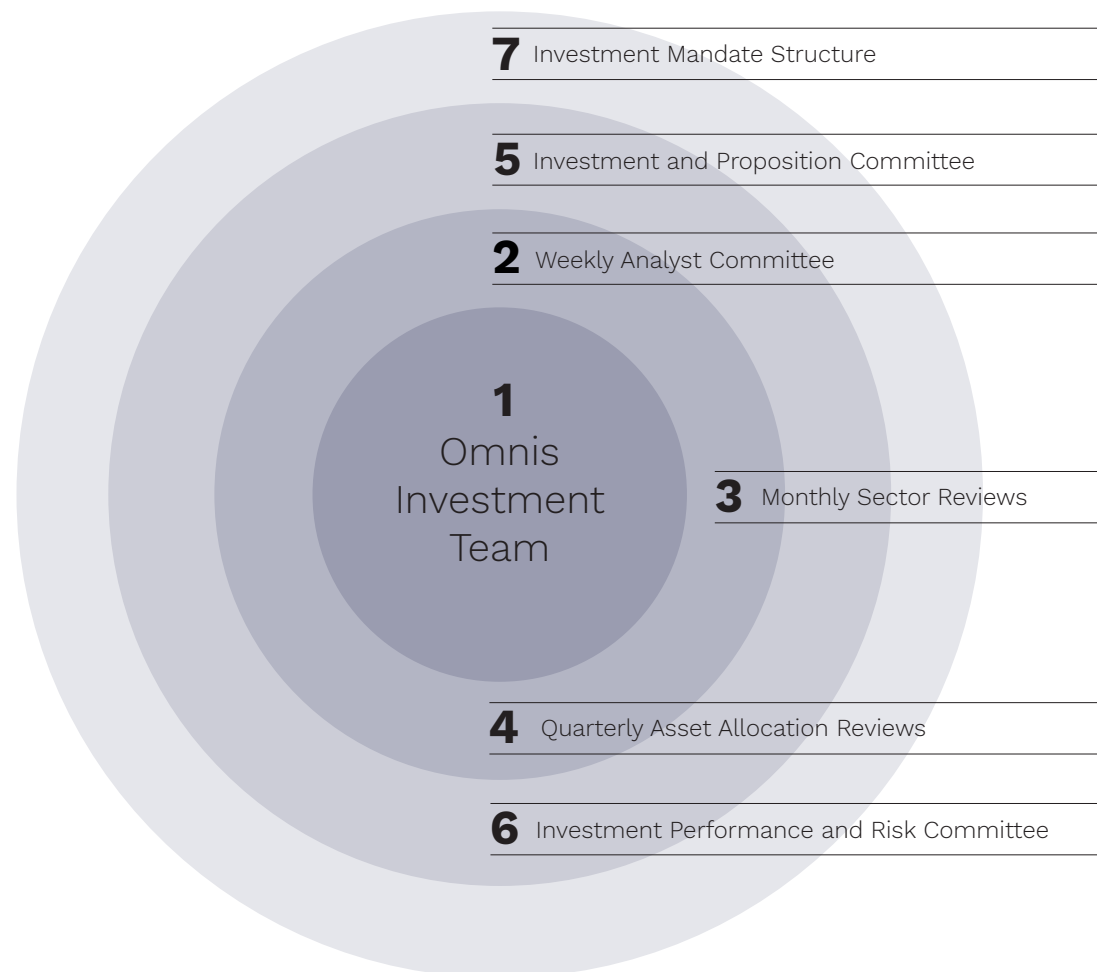 7 Investment Mandate Structure
5 Investment and Proposition Committee
2 Weekly Analyst Committee
1
Omnis
Investment
Team
3 Monthly Sector Reviews
4 Quarterly Asset Allocation Reviews
6 Investment Performance and Risk Committee